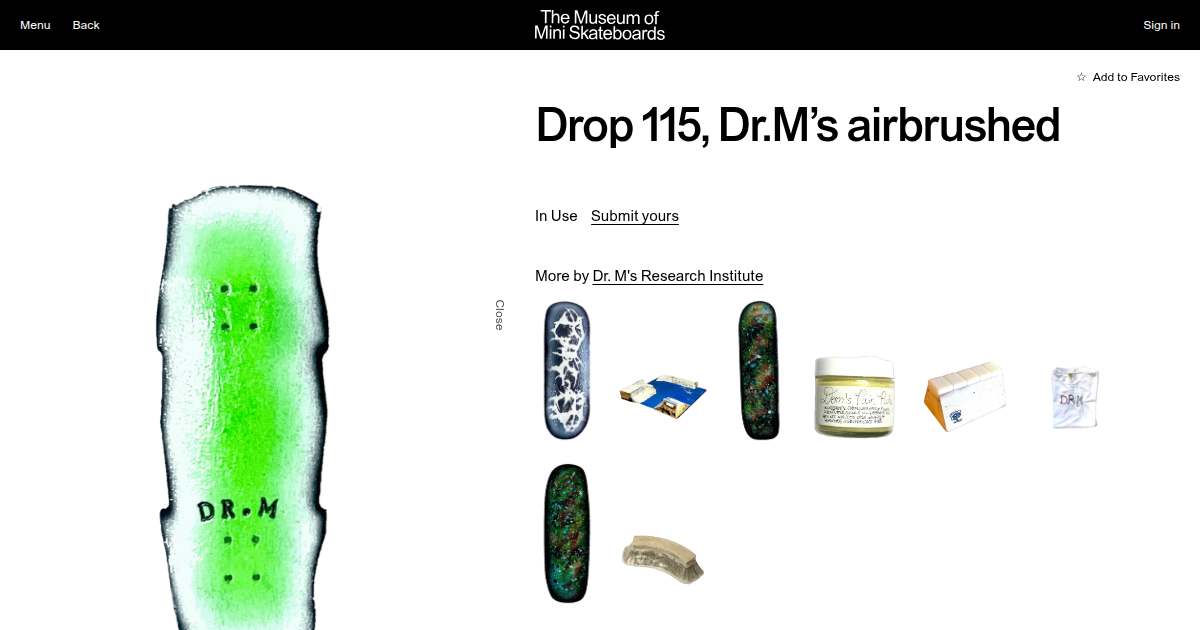 Menu Back
The Museum of
Mini Skateboards
Sign in
☆ Add to Favorites
Drop 115, Dr.M’s airbrushed
In Use Submit yours
More by Dr. M's Research Institute
Close
DR.M
DRM